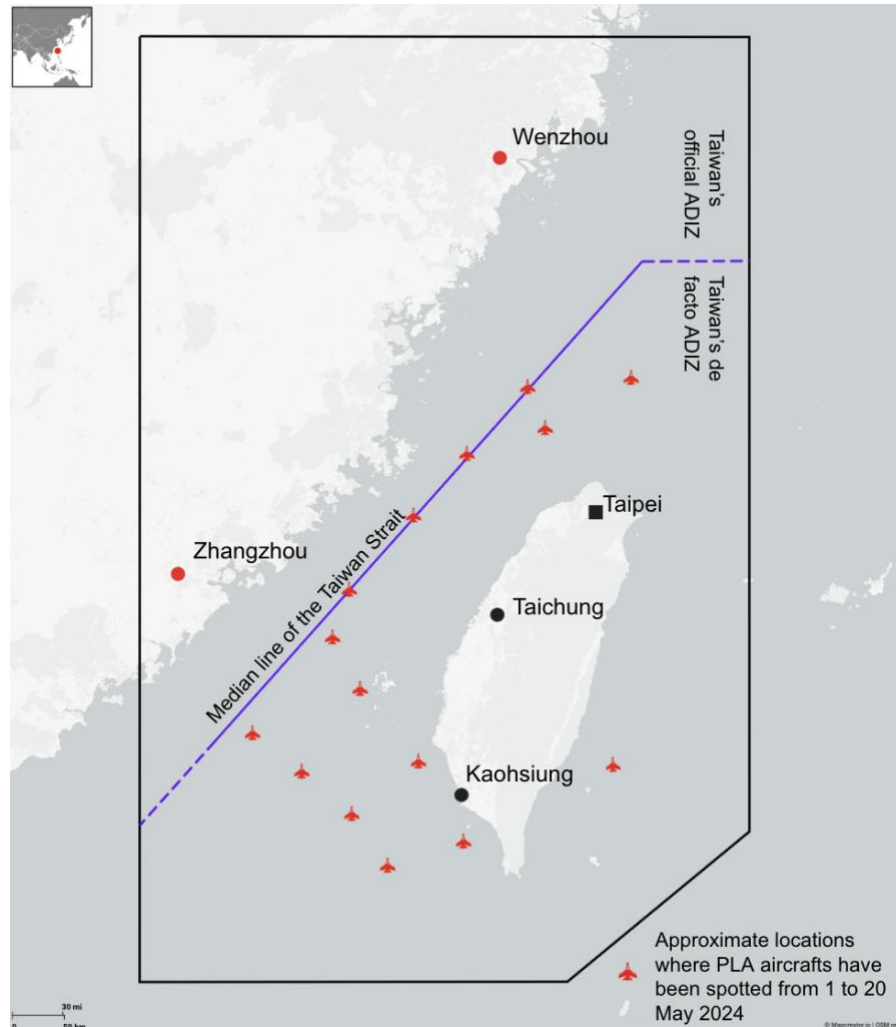 Wenzhou
Taiwan's
official ADIZ
Taiwan's de
facto ADIZ
Taipei
Zhangzhou
Median line of the Taiwan Strait
Taichung
Kaohsiung
Approximate locations
where PLA aircrafts have
been spotted from 1 to 20
May 2024
30 mi
50 km